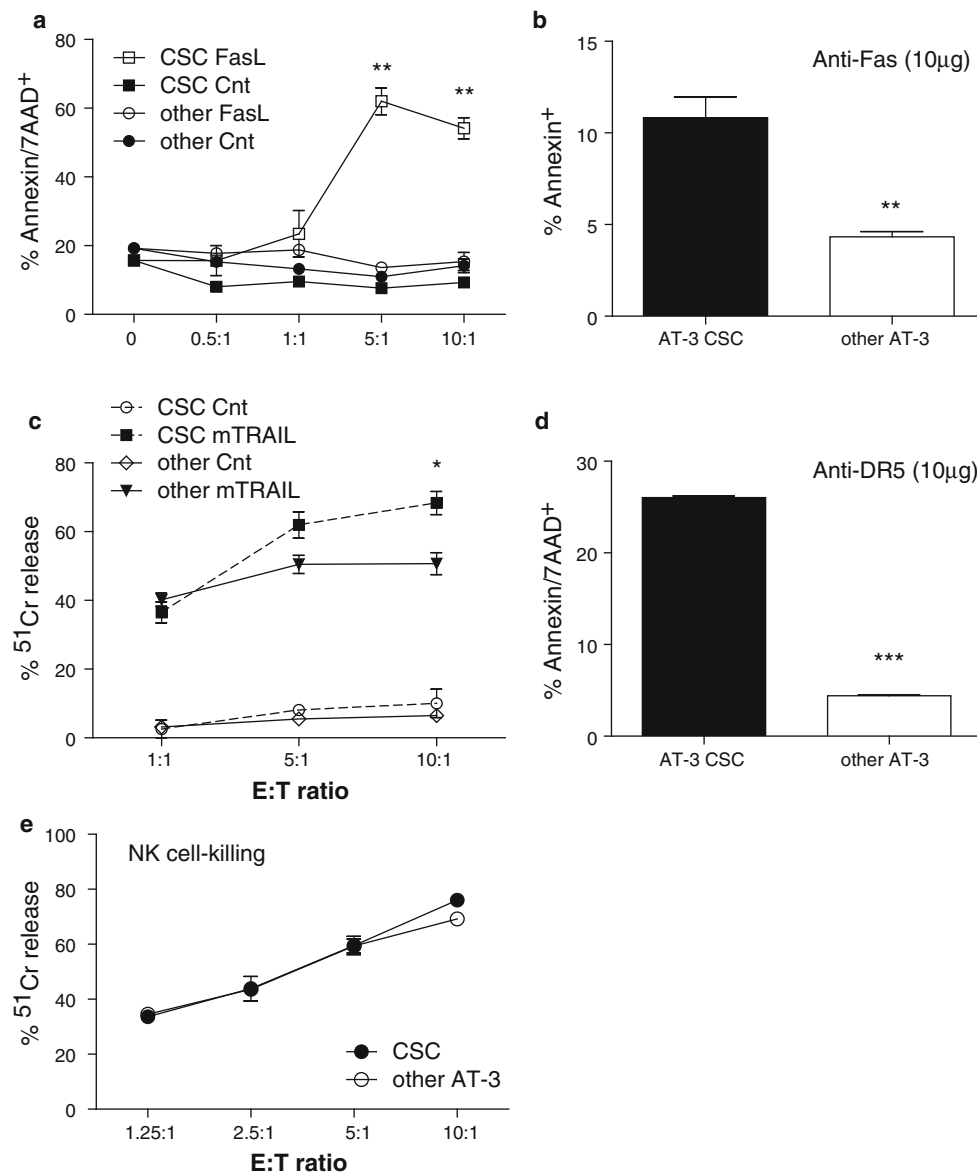 a
80
60
40
20
0
% Annexin/7AAD+
CSC FasL
CSC Cnt
other FasL
other Cnt
**
**
0 0.5:1 1:1 5:1 10:1
b
15
10
5
0
% Annexin+
Anti-Fas (10µg)
**
AT-3 CSC other AT-3
c
CSC Cnt
CSC mTRAIL
other Cnt
other mTRAIL
80
60
40
20
0
% 51Cr release
*
1:1 5:1 10:1
E:T ratio
d
30
20
10
0
% Annexin/7AAD+
Anti-DR5 (10µg)
***
AT-3 CSC other AT-3
e
100
80
60
40
20
0
% 51Cr release
NK cell-killing
CSC
other AT-3
1.25:1 2.5:1 5:1 10:1
E:T ratio